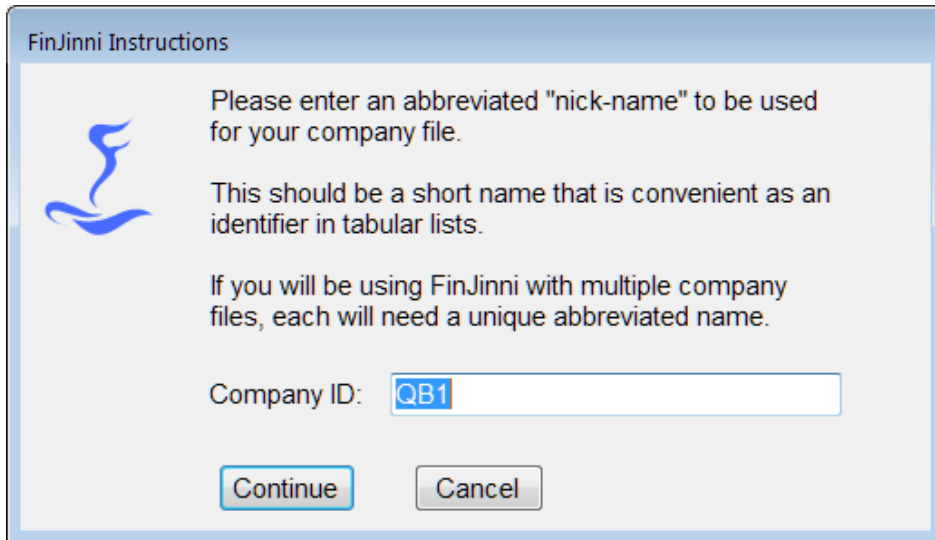 FinJinni Instructions
Please enter an abbreviated "nick-name" to be used
for your company file.
This should be a short name that is convenient as an
identifier in tabular lists.
If you will be using FinJinni with multiple company
files, each will need a unique abbreviated name.
Company ID: QB1
Continue Cancel